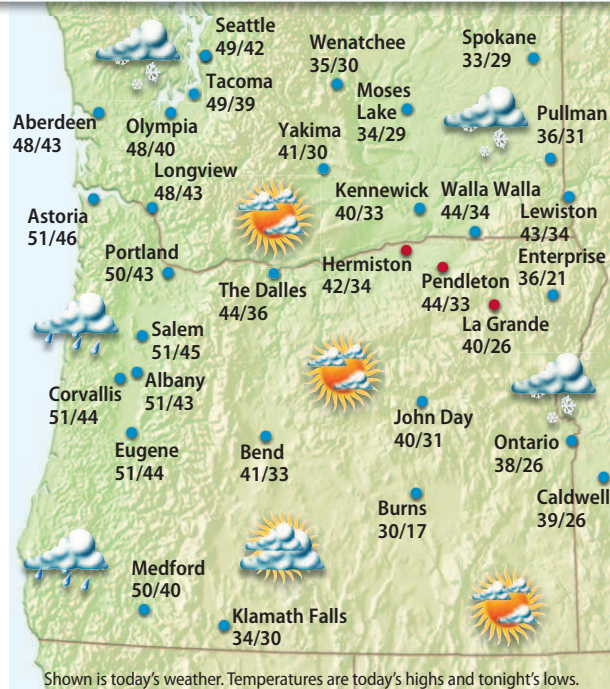 Seattle
49/42
Wenatchee
35/30
Spokane
33/29
Tacoma
49/39
Moses
Lake
34/29
Aberdeen
48/43
Olympia
48/40
Pullman
36/31
Yakima
41/30
Longview
48/43
Kennewick
40/33
Walla Walla
44/34
Lewiston
43/34
Astoria
51/46
Portland
50/43
The Dalles
44/36
Hermiston
42/34
Pendleton
44/33
Enterprise
36/21
La Grande
40/26
Salem
51/45
Corvallis
51/44
Albany
51/43
Eugene
51/44
Bend
41/33
John Day
40/31
Ontario
38/26
Caldwell
39/26
Burns
30/17
Medford
50/40
Klamath Falls
34/30
Shown is today's weather. Temperatures are today's highs and tonight's lows.